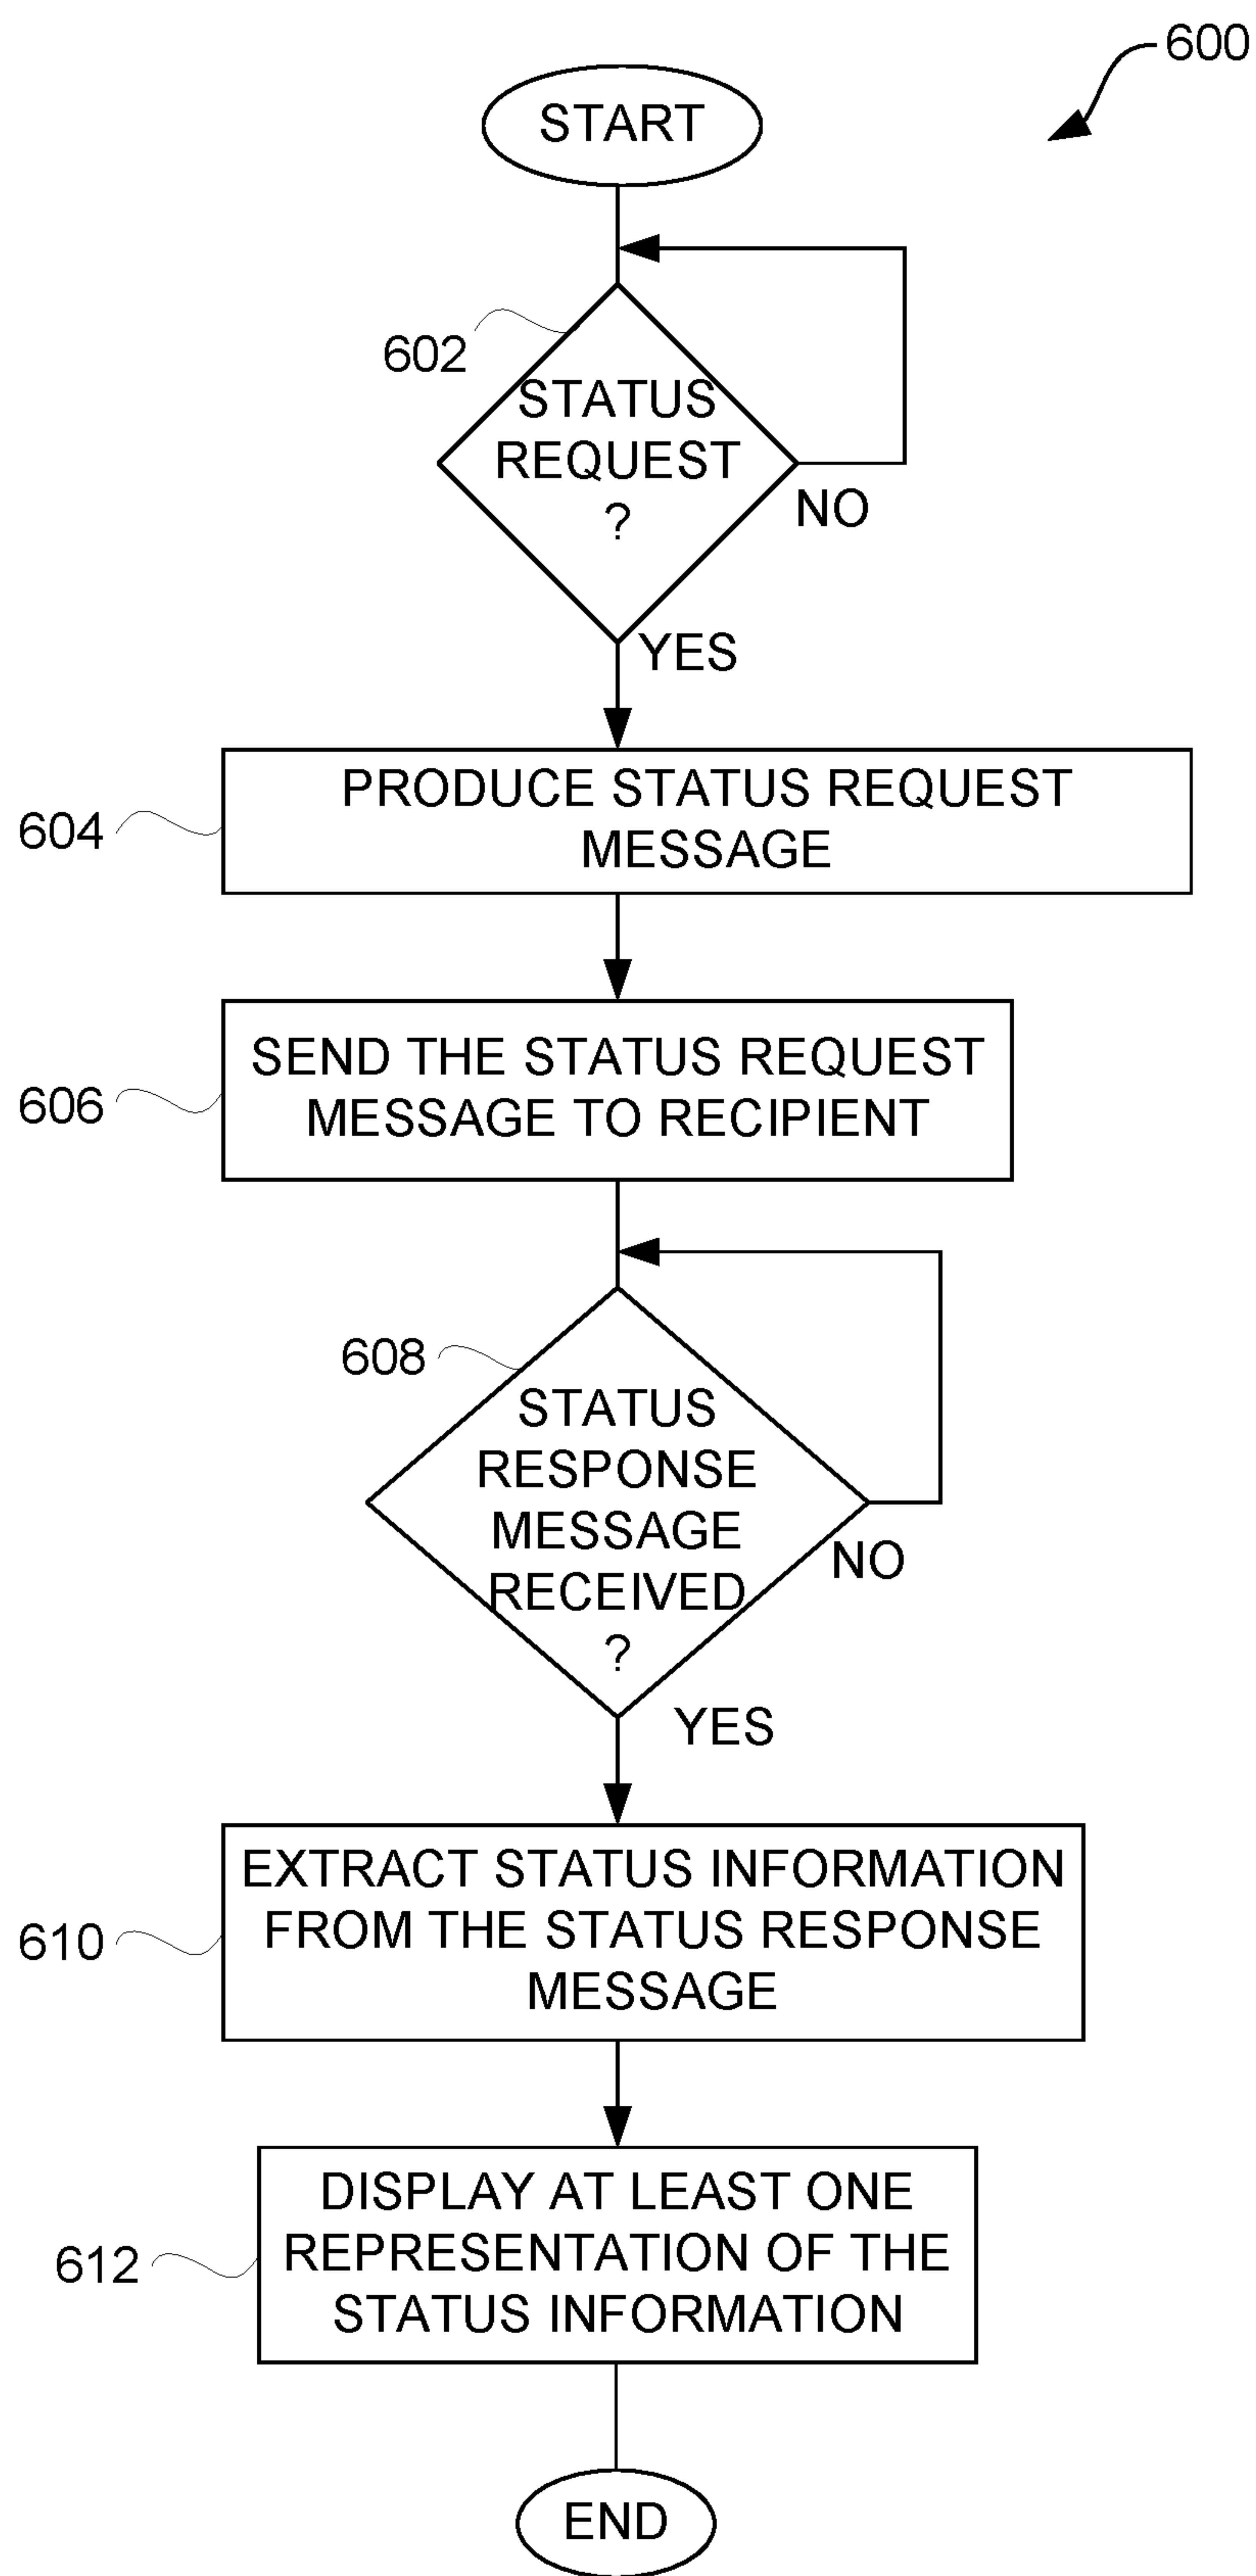 600
START
602
STATUS
REQUEST
?
NO
YES
604
PRODUCE STATUS REQUEST
MESSAGE
606
SEND THE STATUS REQUEST
MESSAGE TO RECIPIENT
608
STATUS
RESPONSE
MESSAGE
RECEIVED
?
NO
YES
610
EXTRACT STATUS INFORMATION
FROM THE STATUS RESPONSE
MESSAGE
612
DISPLAY AT LEAST ONE
REPRESENTATION OF THE
STATUS INFORMATION
END